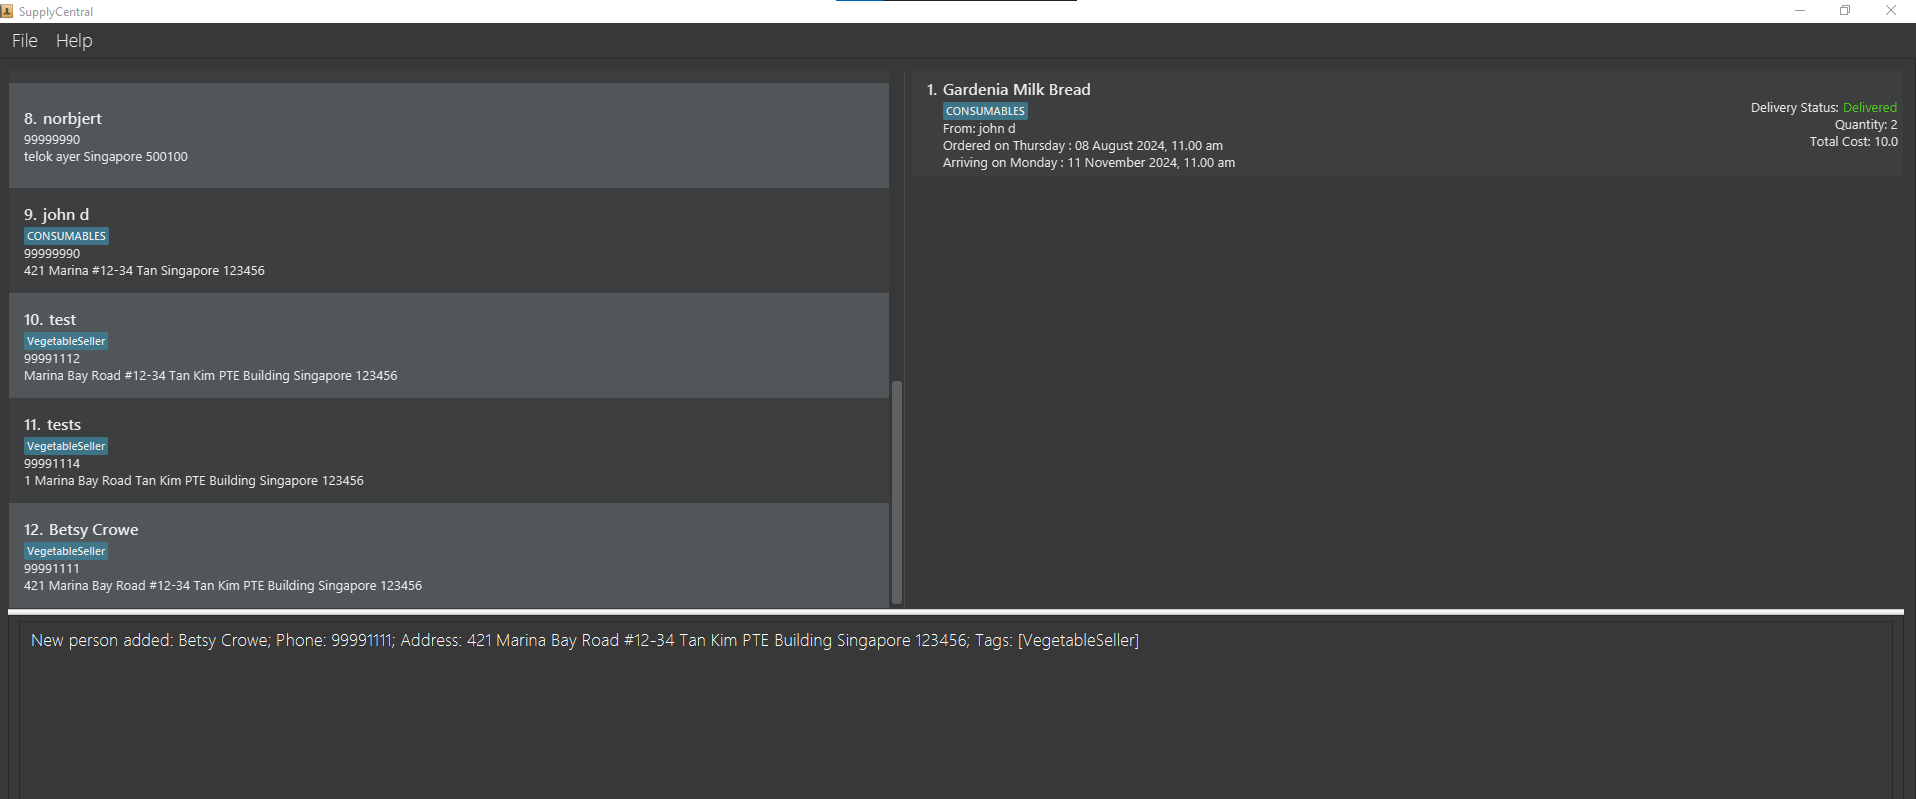 SupplyCentral
File Help
8. norbjert
99999990
telok ayer Singapore 500100
9. john d
CONSUMABLES
99999990
421 Marina #12-34 Tan Singapore 123456
10. test
VegetableSeller
99991112
Marina Bay Road #12-34 Tan Kim PTE Building Singapore 123456
11. tests
VegetableSeller
99991114
1 Marina Bay Road Tan Kim PTE Building Singapore 123456
12. Betsy Crowe
VegetableSeller
99991111
421 Marina Bay Road #12-34 Tan Kim PTE Building Singapore 123456
1. Gardenia Milk Bread
CONSUMABLES
From: john d
Ordered on Thursday : 08 August 2024, 11.00 am
Arriving on Monday : 11 November 2024, 11.00 am
Delivery Status: Delivered
Quantity: 2
Total Cost: 10.0
New person added: Betsy Crowe; Phone: 99991111; Address: 421 Marina Bay Road #12-34 Tan Kim PTE Building Singapore 123456; Tags: [VegetableSeller]